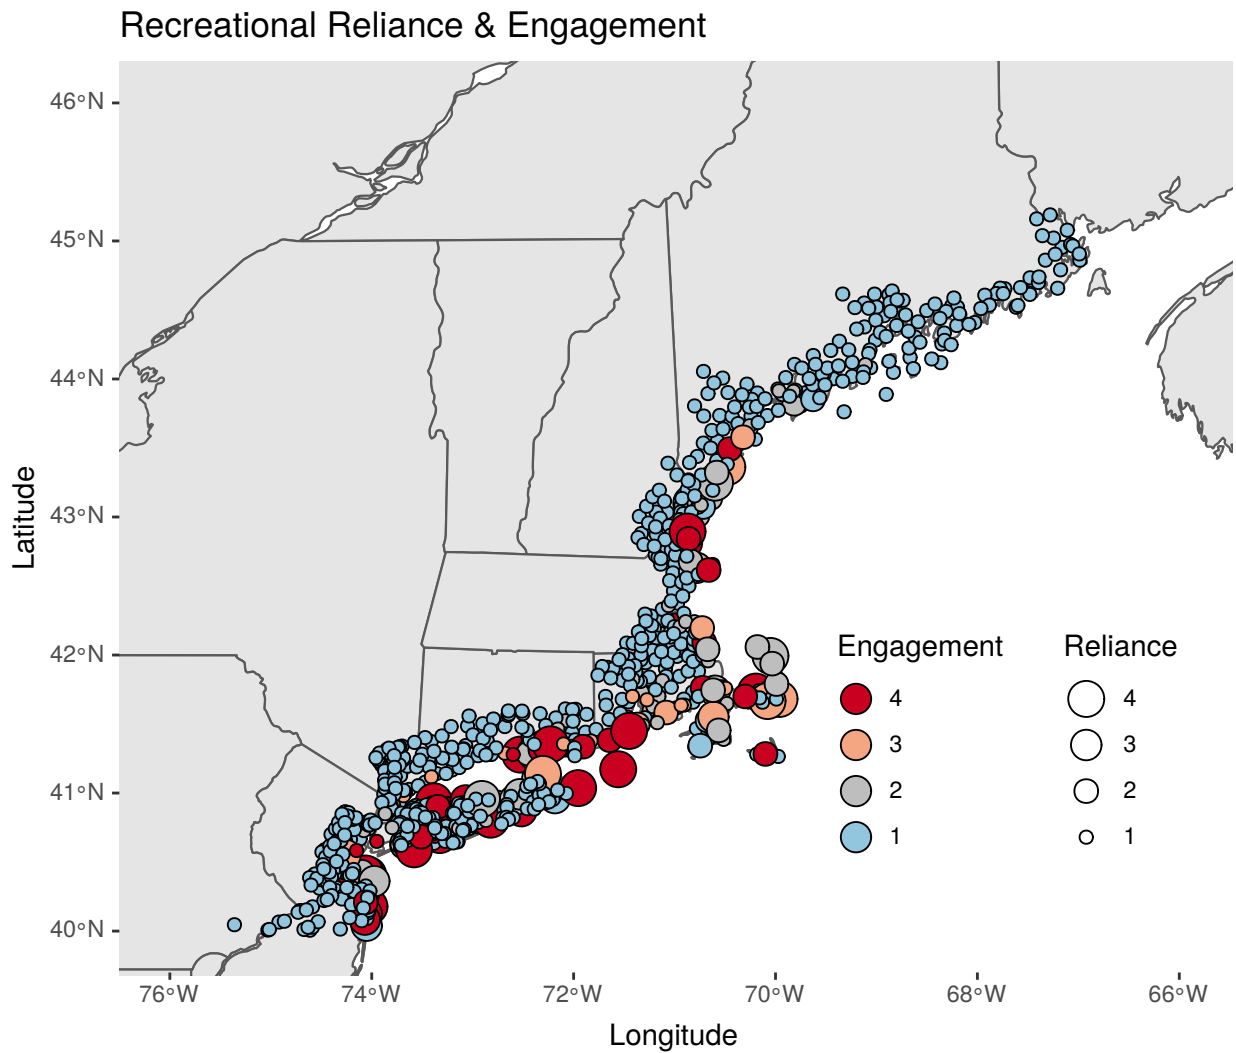 Recreational Reliance & Engagement
46°N
45°N
44°N
43°N
42°N
41°N
40°N
Latitude
76°W 74°W 72°W 70°W 68°W 66°W
Longitude
Engagement
4
3
2
1
Reliance
4
3
2
1